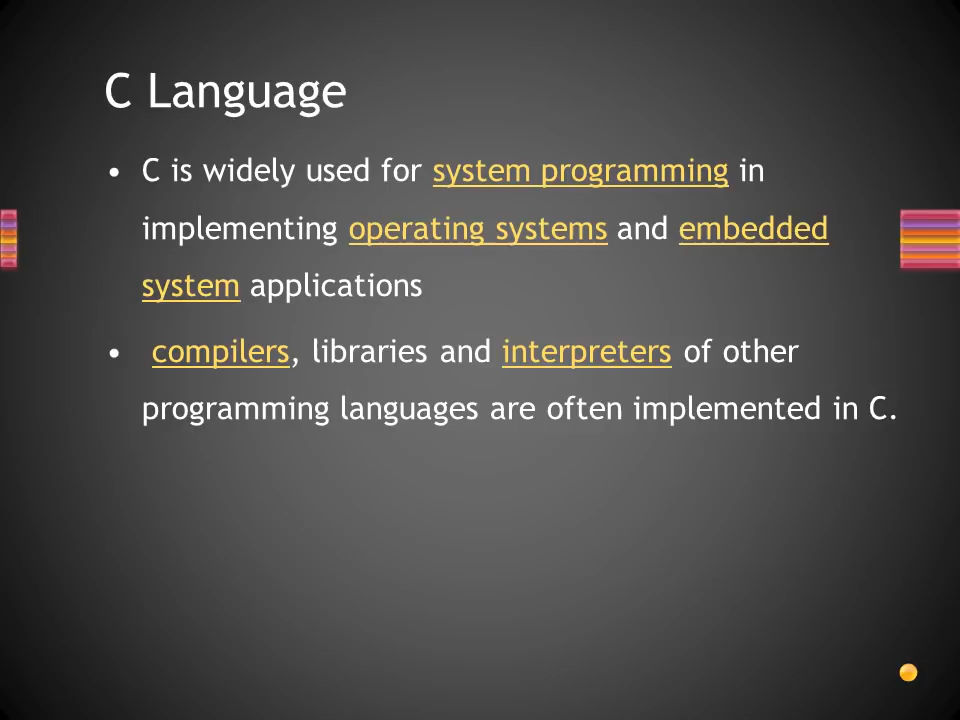 C Language
• C is widely used for system programming in
implementing operating systems and embedded
system applications
• compilers, libraries and interpreters of other
programming languages are often implemented in C.